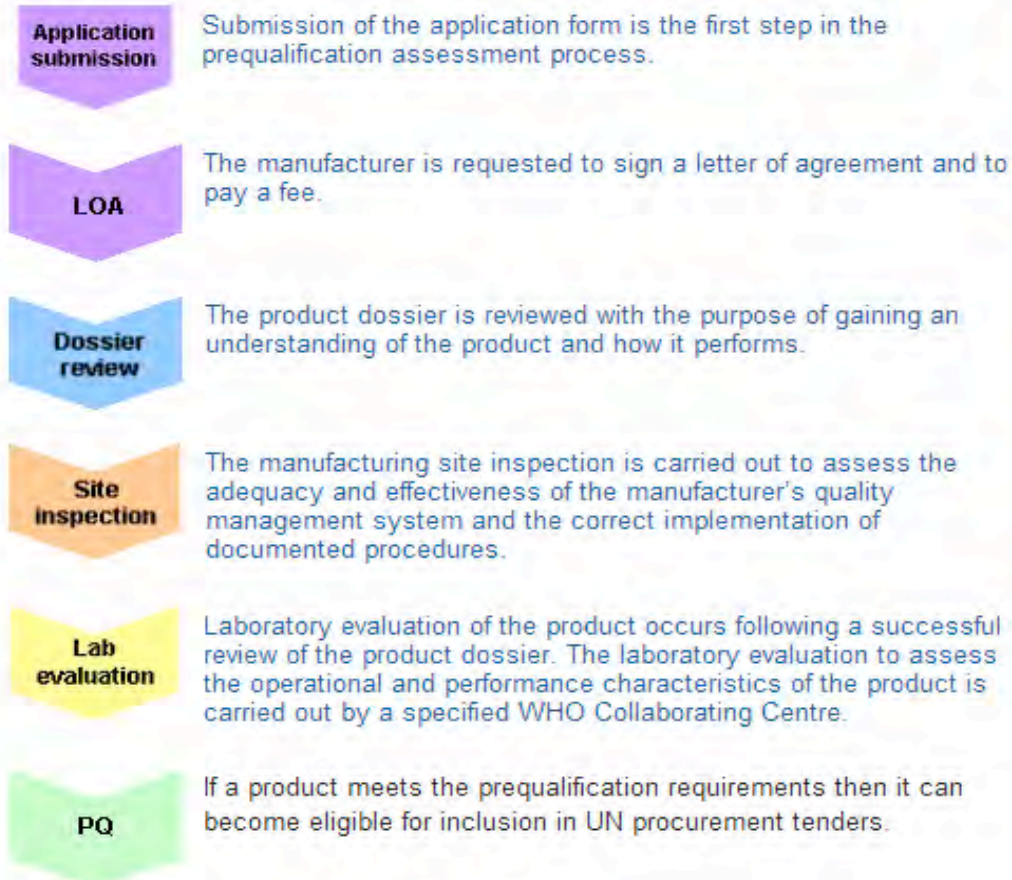 Application
submission
Submission of the application form is the first step in the
prequalification assessment process.
LOA
The manufacturer is requested to sign a letter of agreement and to
pay a fee.
Dossier
review
The product dossier is reviewed with the purpose of gaining an
understanding of the product and how it performs.
Site
inspection
The manufacturing site inspection is carried out to assess the
adequacy and effectiveness of the manufacturer's quality
management system and the correct implementation of
documented procedures.
Lab
evaluation
Laboratory evaluation of the product occurs following a successful
review of the product dossier. The laboratory evaluation to assess
the operational and performance characteristics of the product is
carried out by a specified WHO Collaborating Centre.
PQ
If a product meets the prequalification requirements then it can
become eligible for inclusion in UN procurement tenders.